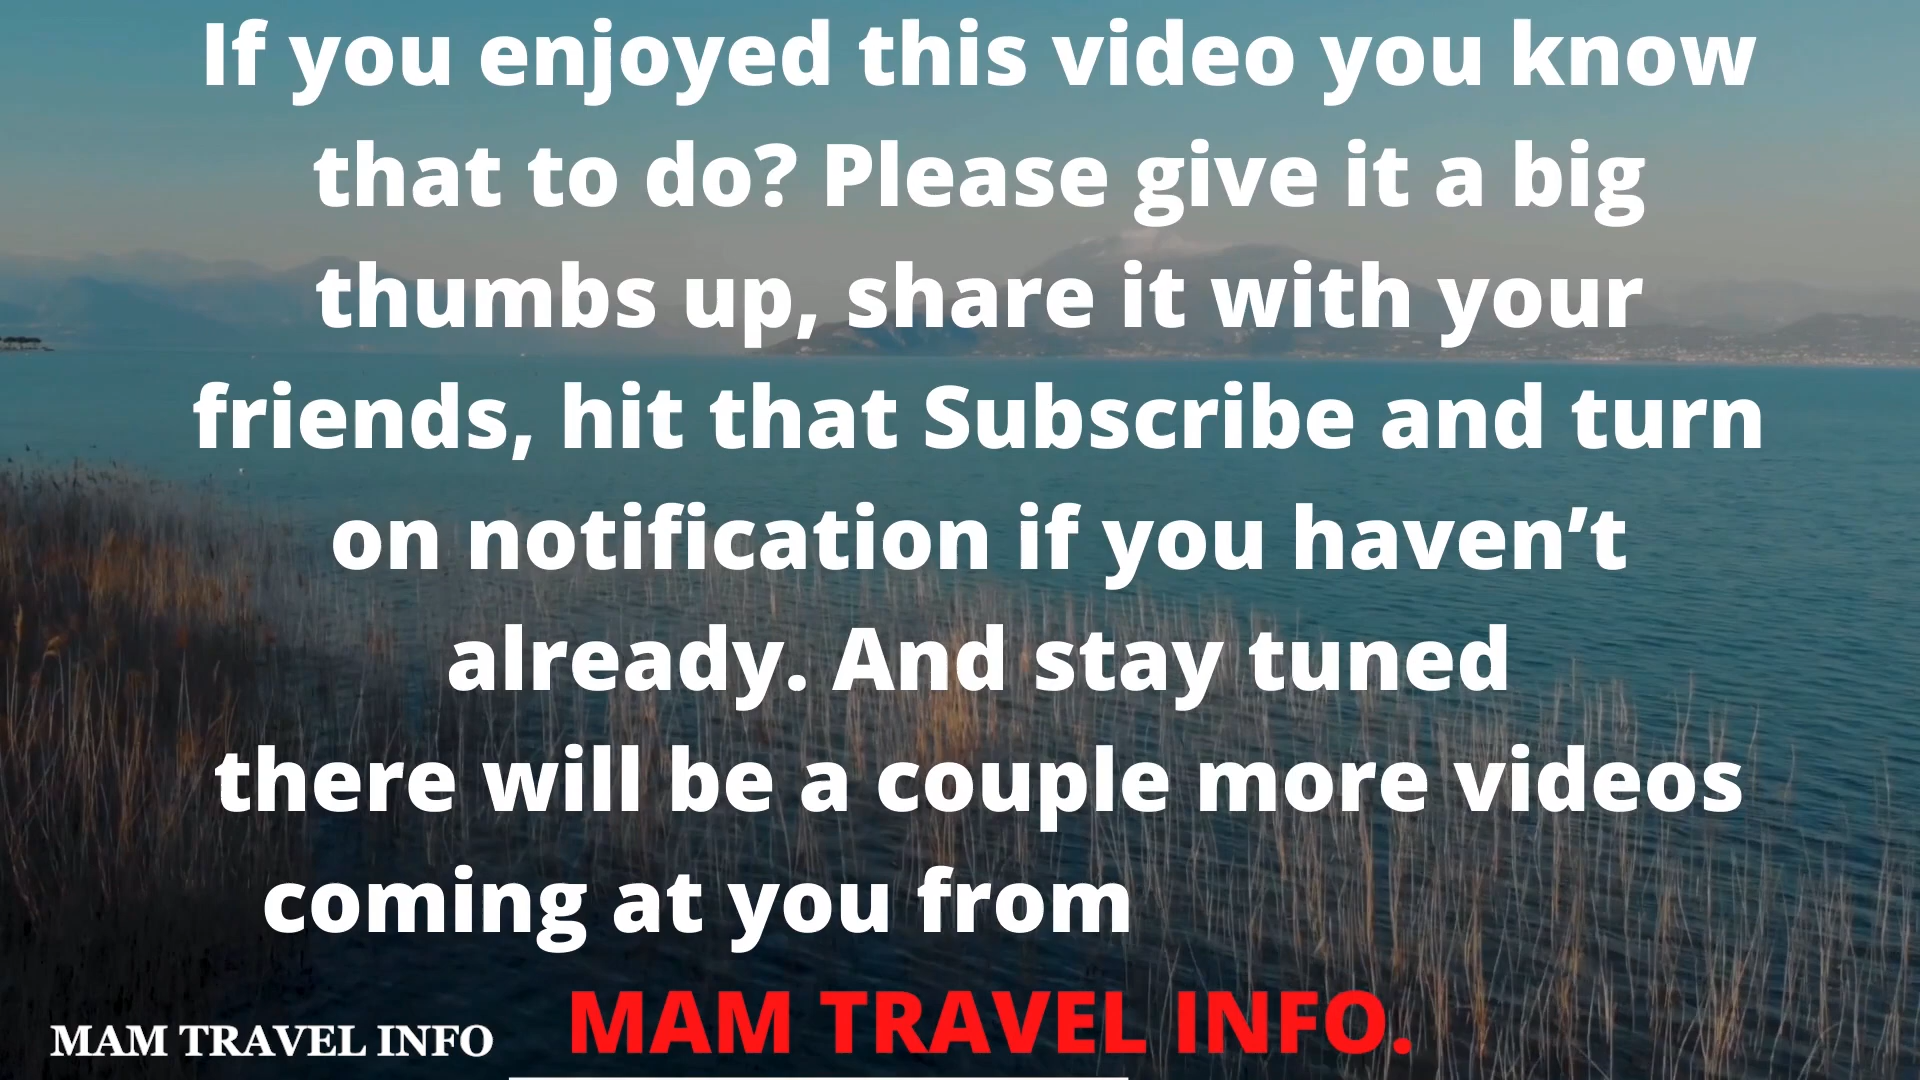 If you enjoyed this video you know
that to do? Please give it a big
thumbs up, share it with your
friends, hit that Subscribe and turn
on notification if you haven’t
already. And stay tuned
there will be a couple more videos
coming at you from
MAM TRAVEL INFO.
MAM TRAVEL INFO